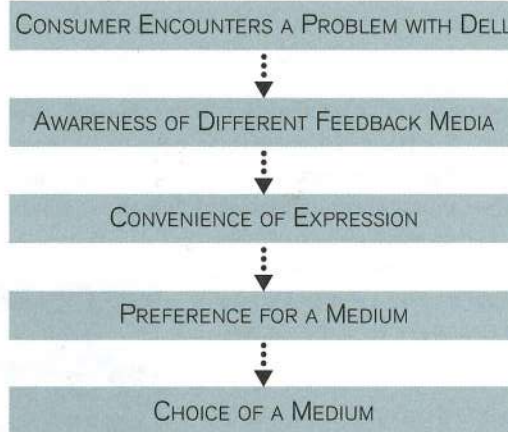 CONSUMER ENCOUNTERS A PROBLEM WITH DELL
AWARENESS OF DIFFERENT FEEDBACK MEDIA
CONVENIENCE OF EXPRESSION
PREFERENCE FOR A MEDIUM
CHOICE OF A MEDIUM